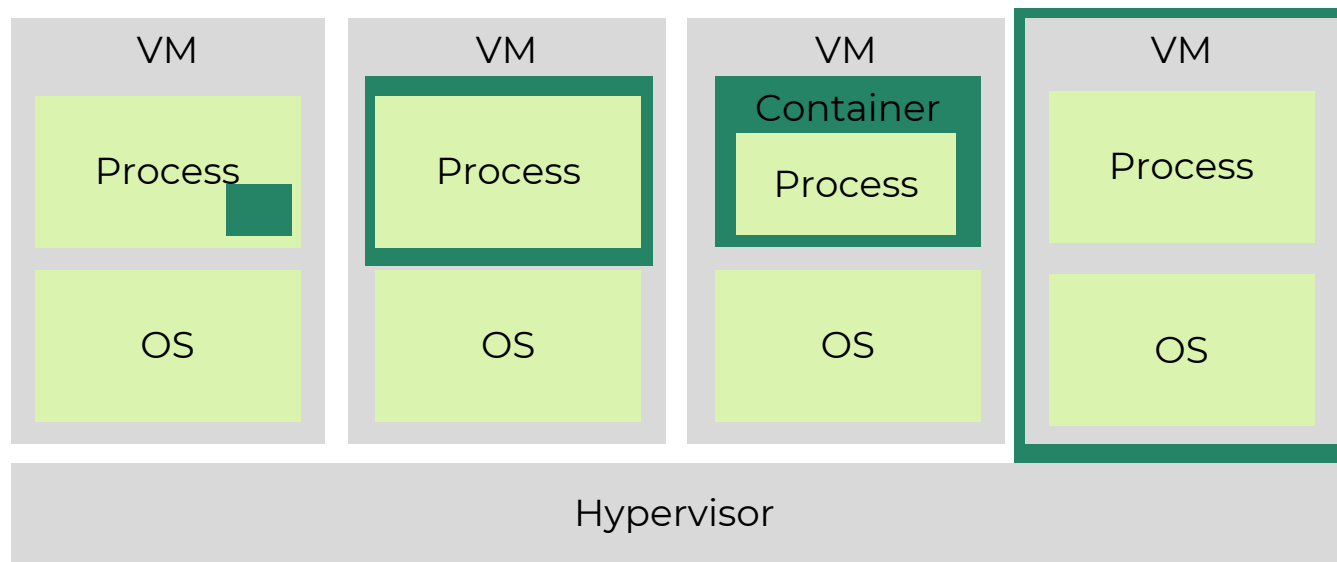 VM
Process
OS
VM
Process
OS
VM
Container
Process
OS
VM
Process
OS
Hypervisor